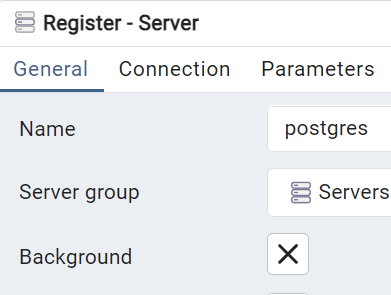 Register - Server
General Connection Parameters
Name postgres
Server group Servers
Background